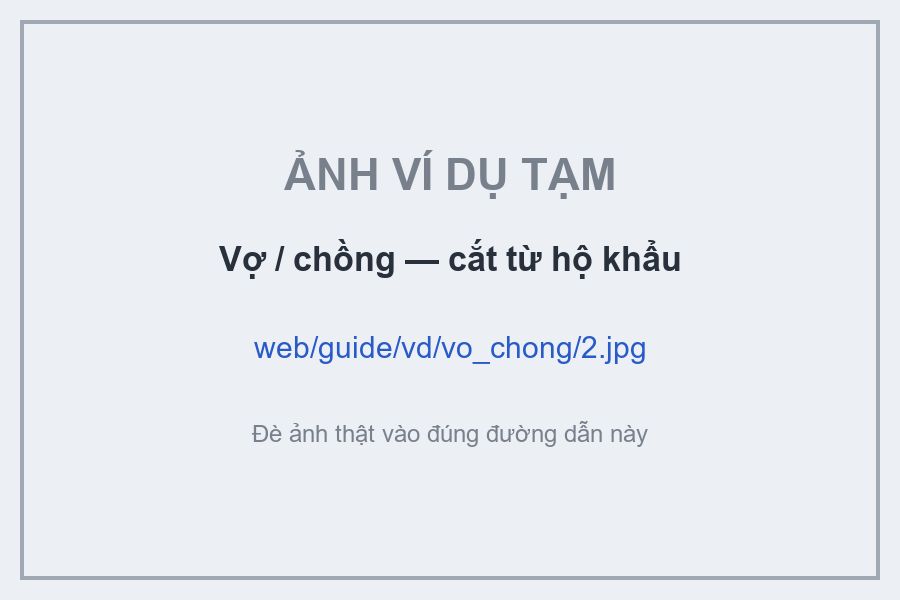 ẢNH VÍ DỤ TẠM
Vợ / chồng — cắt từ hộ khẩu
web/guide/vd/vo_chong/2.jpg
Đè ảnh thật vào đúng đường dẫn này